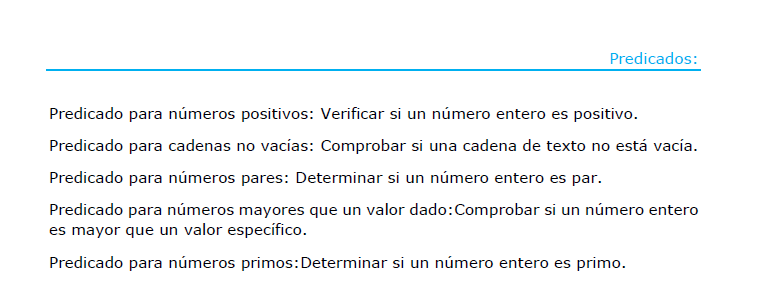 Predicados:
Predicado para números positivos: Verificar si un número entero es positivo.
Predicado para cadenas no vacías: Comprobar si una cadena de texto no está vacía.
Predicado para números pares: Determinar si un número entero es par.
Predicado para números mayores que un valor dado:Comprobar si un número entero
es mayor que un valor específico.
Predicado para números primos:Determinar si un número entero es primo.